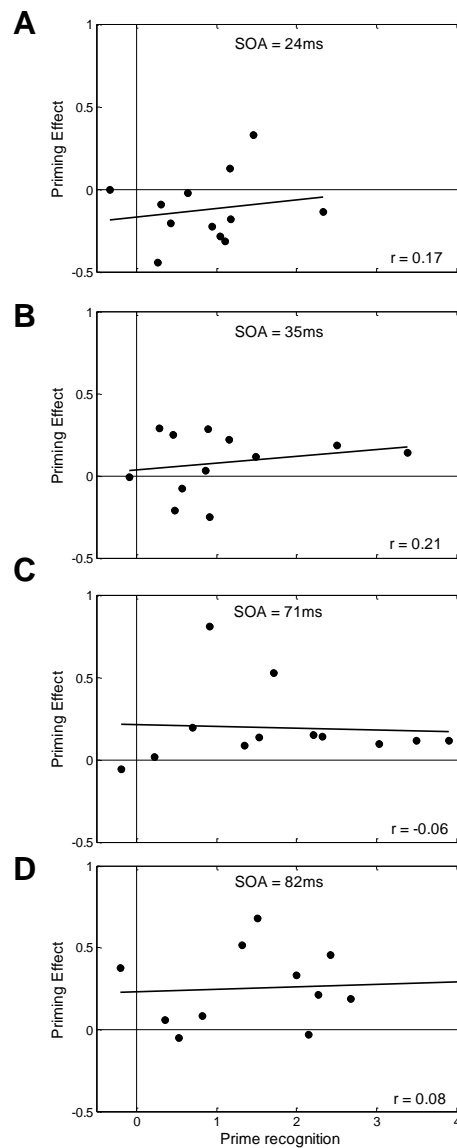 A
SOA = 24ms
1
0.5
0
-0.5
Priming Effect
r = 0.17
B
SOA = 35ms
1
0.5
0
-0.5
Priming Effect
r = 0.21
C
SOA = 71ms
1
0.5
0
-0.5
Priming Effect
r = -0.06
D
SOA = 82ms
1
0.5
0
-0.5
Priming Effect
r = 0.08
0 1 2 3 4
Prime recognition